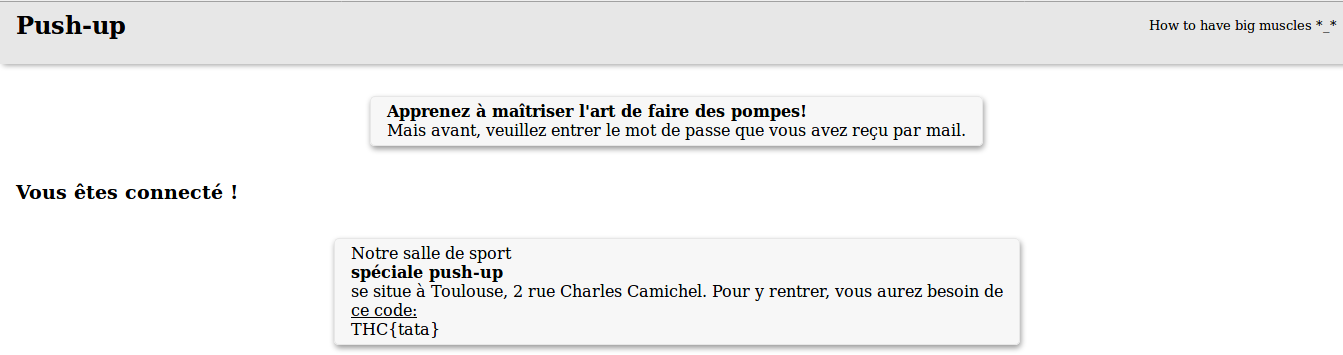 Push-up
How to have big muscles *_*
Apprenez à maîtriser l'art de faire des pompes!
Mais avant, veuillez entrer le mot de passe que vous avez reçu par mail.
Vous êtes connecté !
Notre salle de sport
spéciale push-up
se situe à Toulouse, 2 rue Charles Camichel. Pour y rentrer, vous aurez besoin de
ce code:
THC{tata}